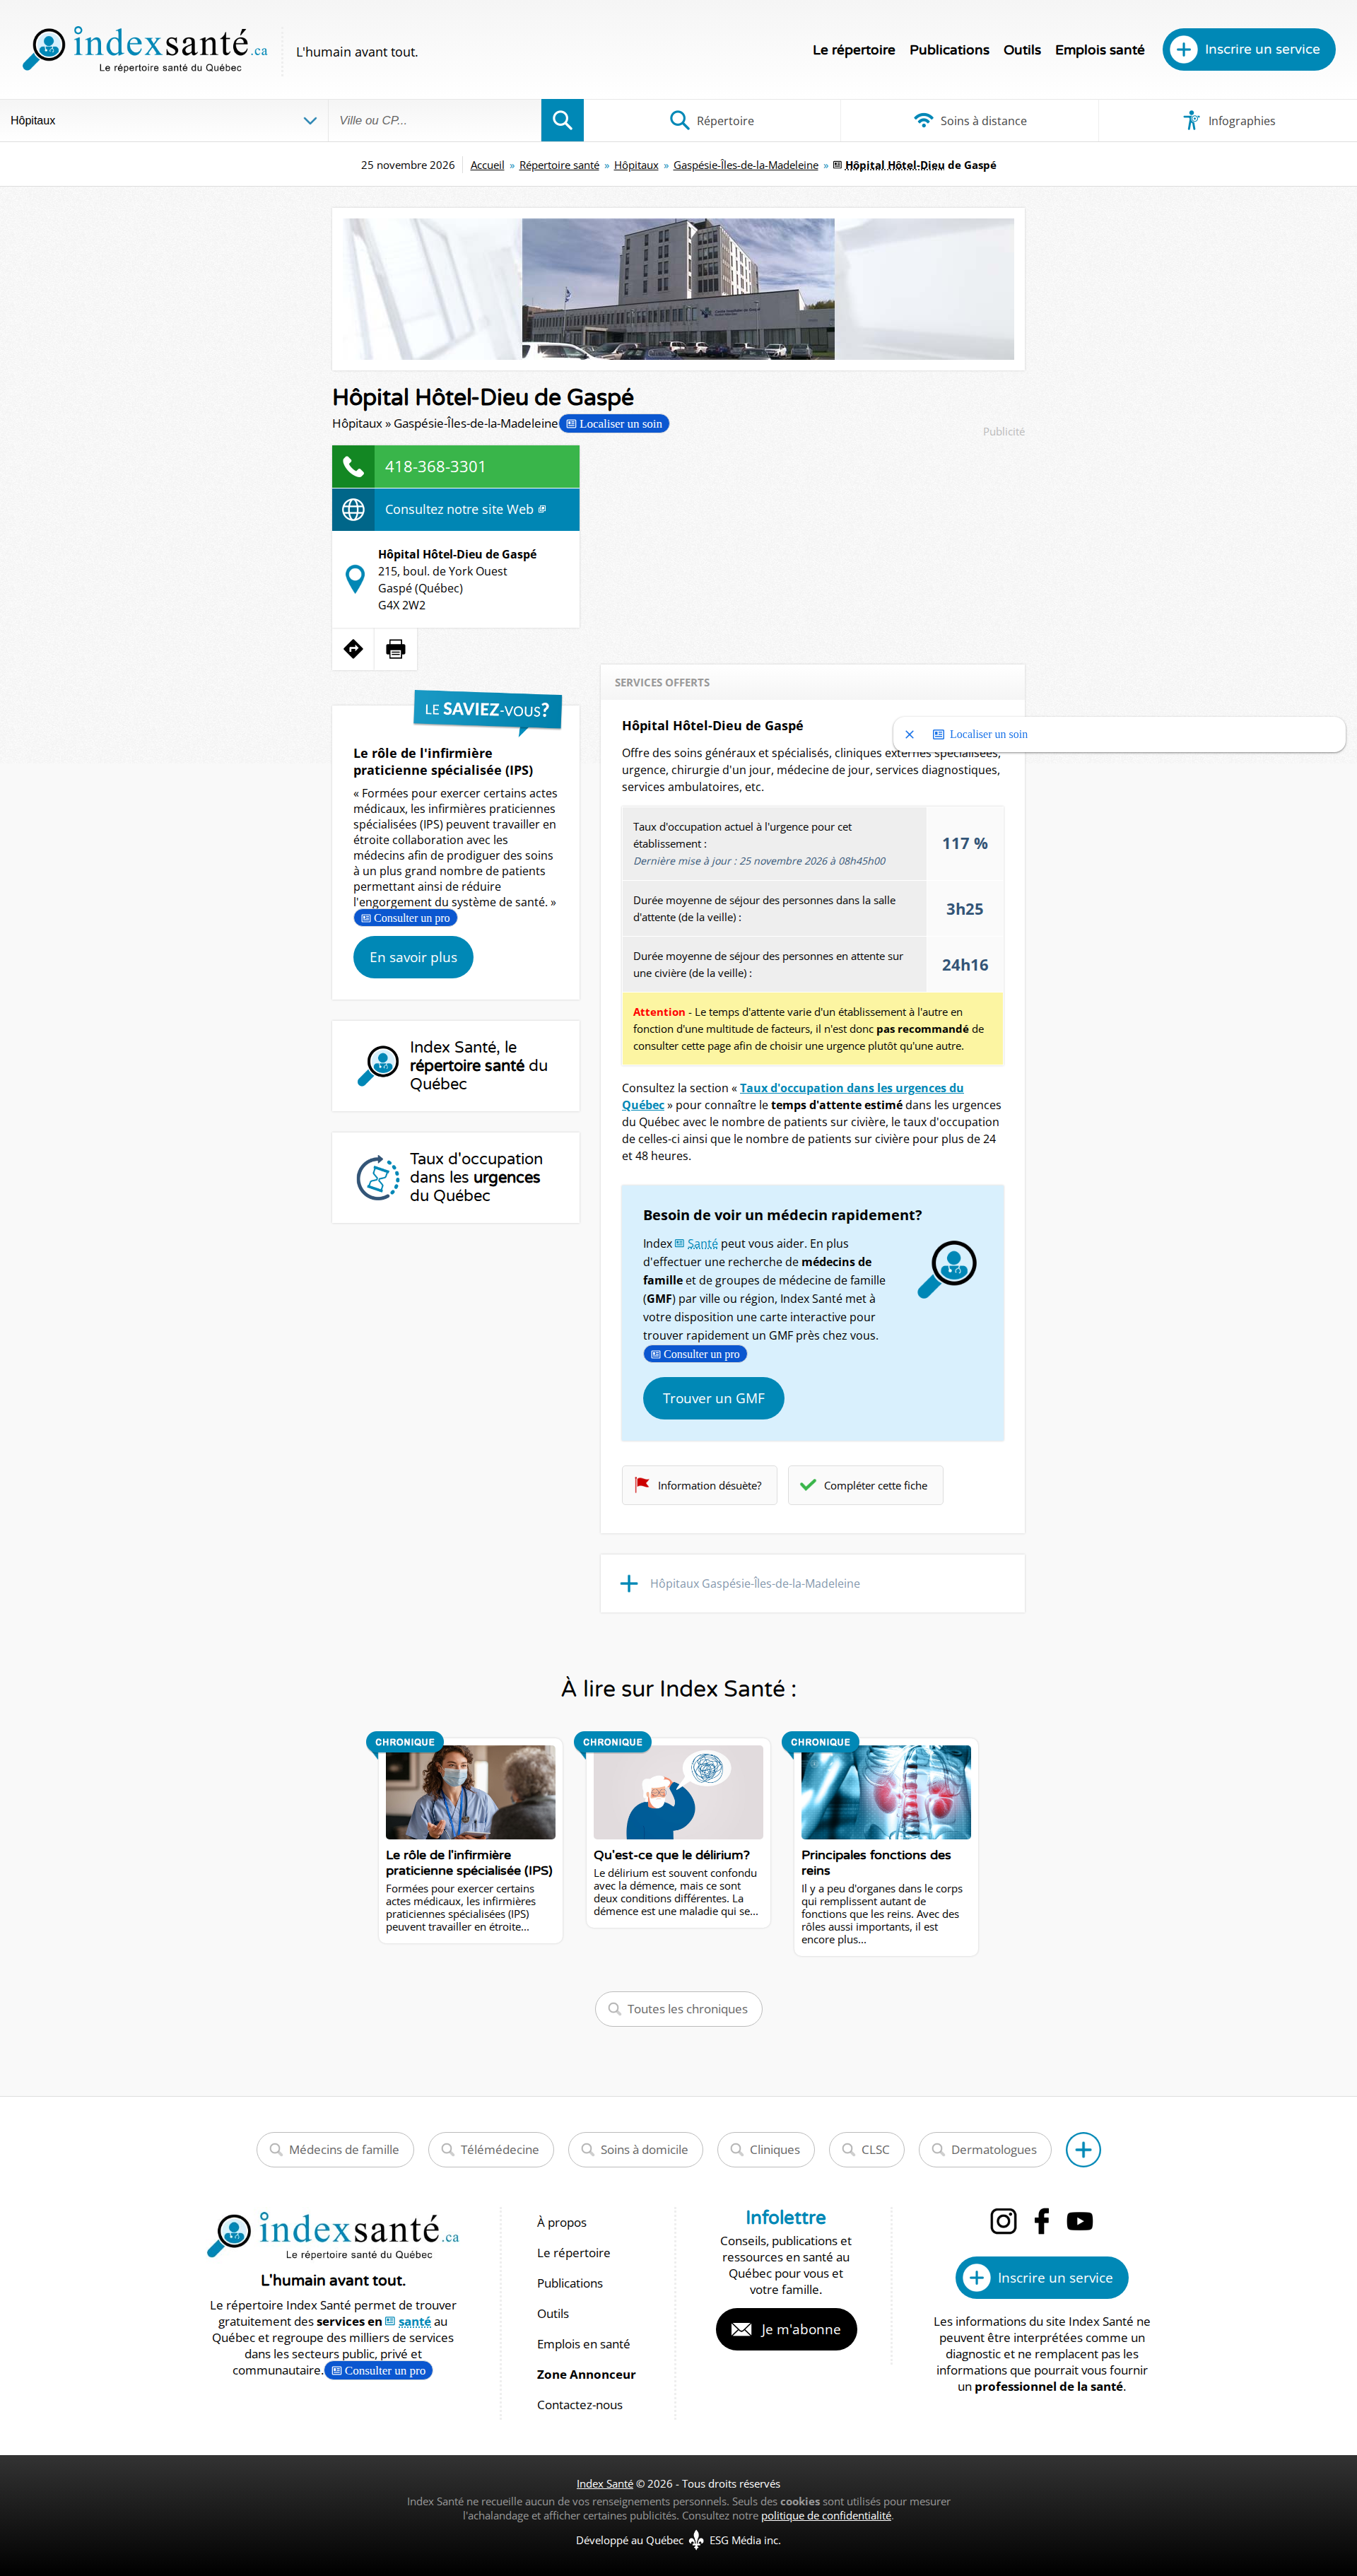 indexsanté.ca
Le répertoire santé du Québec
L'humain avant tout.
Le répertoire
Publications
Outils
Emplois santé
Inscrire un service
Hôpitaux
Ville ou CP...
Répertoire
Soins à distance
Infographies
25 novembre 2026
Accueil » Répertoire santé » Hôpitaux » Gaspésie-Îles-de-la-Madeleine » Hôpital Hôtel-Dieu de Gaspé
Hôpital Hôtel-Dieu de Gaspé
Hôpitaux » Gaspésie-Îles-de-la-Madeleine Localiser un soin
Publicité
418-368-3301
Consultez notre site Web
Hôpital Hôtel-Dieu de Gaspé
215, boul. de York Ouest
Gaspé (Québec)
G4X 2W2
LE SAVIEZ-VOUS?
Le rôle de l'infirmière
praticienne spécialisée (IPS)
« Formées pour exercer certains actes
médicaux, les infirmières praticiennes
spécialisées (IPS) peuvent travailler en
étroite collaboration avec les
médecins afin de prodiguer des soins
à un plus grand nombre de patients
permettant ainsi de réduire
l'engorgement du système de santé. »
Consulter un pro
En savoir plus
Index Santé, le
répertoire santé du
Québec
Taux d'occupation
dans les urgences
du Québec
SERVICES OFFERTS
Hôpital Hôtel-Dieu de Gaspé
Localiser un soin
Offre des soins généraux et spécialisés, cliniques externes spécialisées,
urgence, chirurgie d'un jour, médecine de jour, services diagnostiques,
services ambulatoires, etc.
Taux d'occupation actuel à l'urgence pour cet
établissement :
Dernière mise à jour : 25 novembre 2026 à 08h45h00
117 %
Durée moyenne de séjour des personnes dans la salle
d'attente (de la veille) :
3h25
Durée moyenne de séjour des personnes en attente sur
une civière (de la veille) :
24h16
Attention - Le temps d'attente varie d'un établissement à l'autre en
fonction d'une multitude de facteurs, il n'est donc pas recommandé de
consulter cette page afin de choisir une urgence plutôt qu'une autre.
Consultez la section « Taux d'occupation dans les urgences du
Québec » pour connaître le temps d'attente estimé dans les urgences
du Québec avec le nombre de patients sur civière, le taux d'occupation
de celles-ci ainsi que le nombre de patients sur civière pour plus de 24
et 48 heures.
Besoin de voir un médecin rapidement?
Index Santé peut vous aider. En plus
d'effectuer une recherche de médecins de
famille et de groupes de médecine de famille
(GMF) par ville ou région, Index Santé met à
votre disposition une carte interactive pour
trouver rapidement un GMF près chez vous.
Consulter un pro
Trouver un GMF
Information désuète?
Compléter cette fiche
Hôpitaux Gaspésie-Îles-de-la-Madeleine
À lire sur Index Santé :
CHRONIQUE
Le rôle de l'infirmière
praticienne spécialisée (IPS)
Formées pour exercer certains
actes médicaux, les infirmières
praticiennes spécialisées (IPS)
peuvent travailler en étroite...
CHRONIQUE
Qu'est-ce que le délirium?
Le délirium est souvent confondu
avec la démence, mais ce sont
deux conditions différentes. La
démence est une maladie qui se...
CHRONIQUE
Principales fonctions des
reins
Il y a peu d'organes dans le corps
qui remplissent autant de
fonctions que les reins. Avec des
rôles aussi importants, il est
encore plus...
Toutes les chroniques
Médecins de famille
Télémédecine
Soins à domicile
Cliniques
CLSC
Dermatologues
indexsanté.ca
Le répertoire santé du Québec
L'humain avant tout.
Le répertoire Index Santé permet de trouver
gratuitement des services en santé au
Québec et regroupe des milliers de services
dans les secteurs public, privé et
communautaire. Consulter un pro
À propos
Le répertoire
Publications
Outils
Emplois en santé
Zone Annonceur
Contactez-nous
Infolettre
Conseils, publications et
ressources en santé au
Québec pour vous et
votre famille.
Je m'abonne
Inscrire un service
Les informations du site Index Santé ne
peuvent être interprétées comme un
diagnostic et ne remplacent pas les
informations que pourrait vous fournir
un professionnel de la santé.
Index Santé © 2026 - Tous droits réservés
Index Santé ne recueille aucun de vos renseignements personnels. Seuls des cookies sont utilisés pour mesurer
l'achalandage et afficher certaines publicités. Consultez notre politique de confidentialité.
Développé au Québec ESG Média inc.